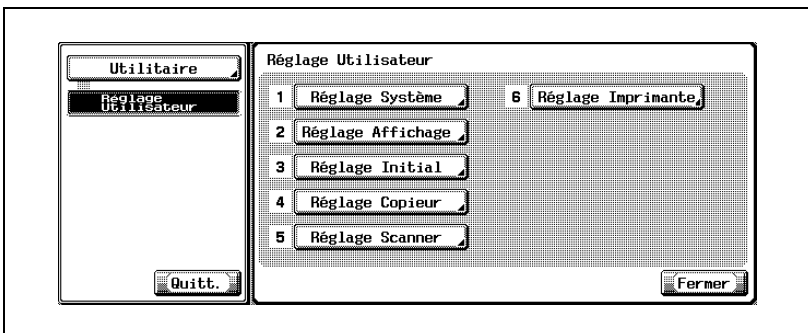 Utilitaire
Réglage
Utilisateur
Quitt.
Réglage Utilisateur
1 Réglage Système
2 Réglage Affichage
3 Réglage Initial
4 Réglage Copieur
5 Réglage Scanner
6 Réglage Imprimante
Fermer